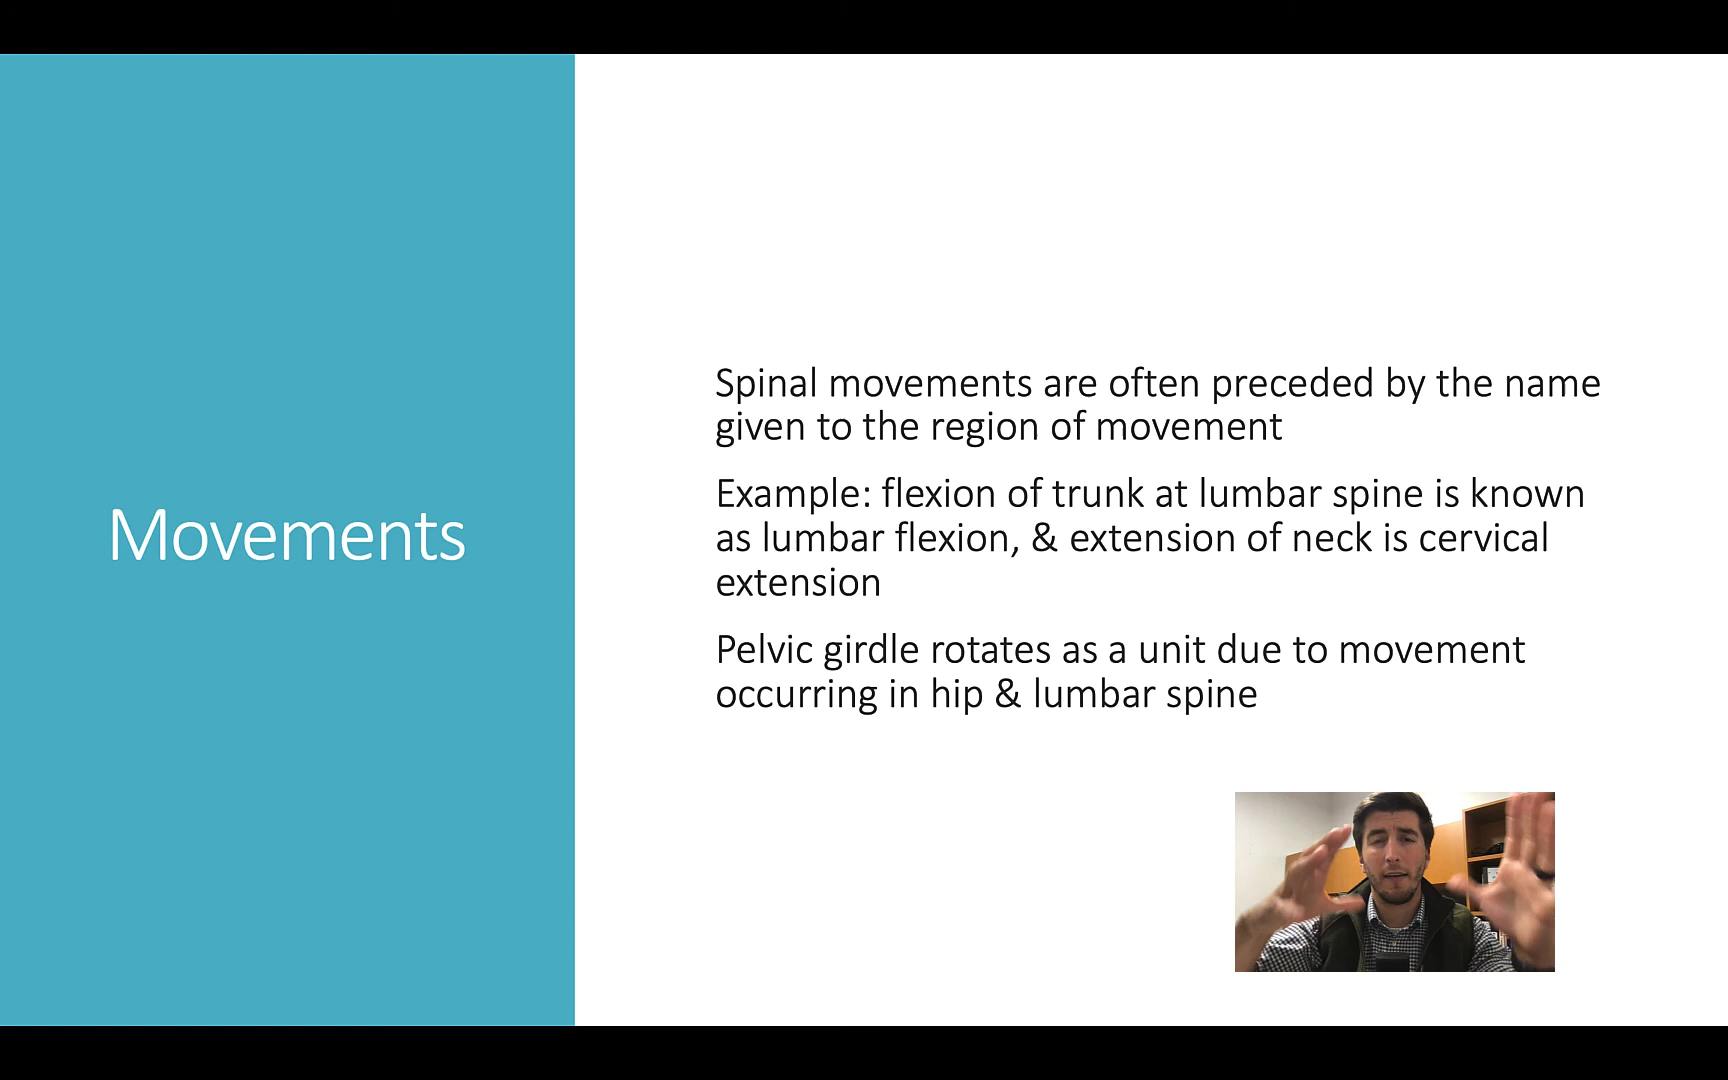 Movements
Spinal movements are often preceded by the name
given to the region of movement
Example: flexion of trunk at lumbar spine is known
as lumbar flexion, & extension of neck is cervical
extension
Pelvic girdle rotates as a unit due to movement
occurring in hip & lumbar spine